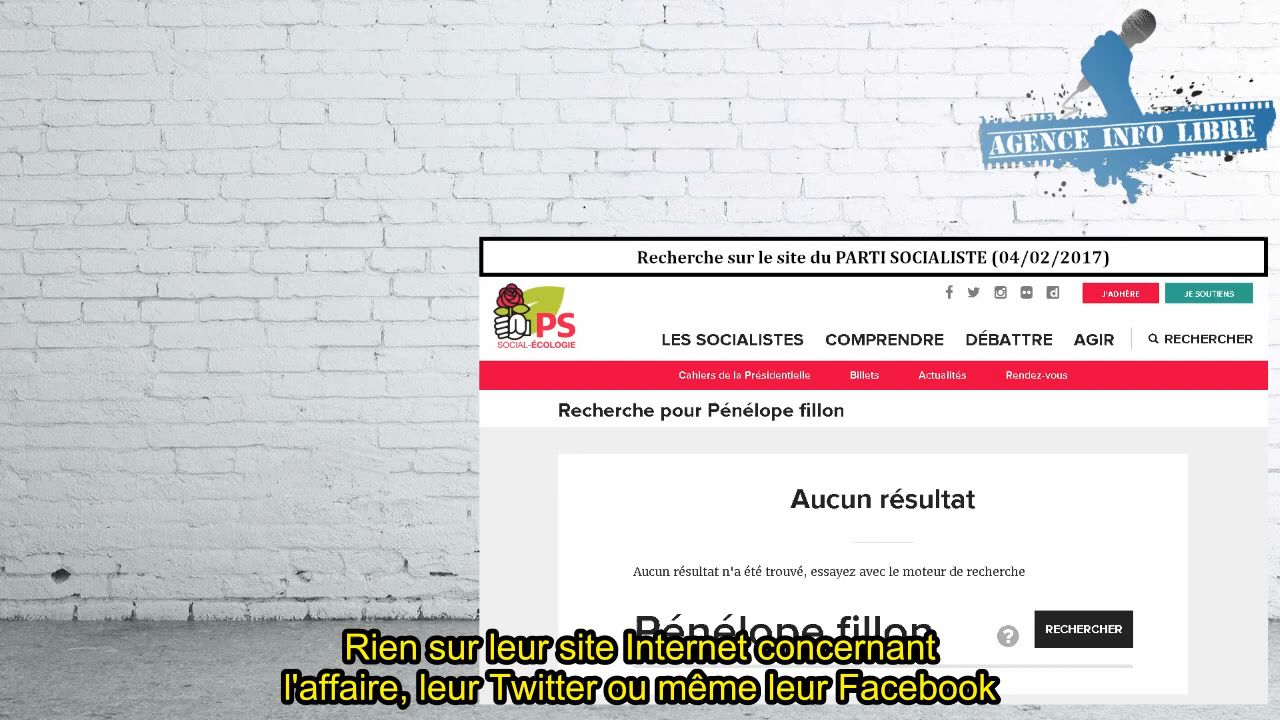 AGENCE INFO LIBRE
Recherche sur le site du PARTI SOCIALISTE (04/02/2017)
J'ADHÈRE JE SOUTIENS
PS
SOCIAL-ÉCOLOGIE
LES SOCIALISTES COMPRENDRE DÉBATTRE AGIR RECHERCHER
Cahiers de la Présidentielle Billets Actualités Rendez-vous
Recherche pour Pénélope fillon
Aucun résultat
Aucun résultat n'a été trouvé, essayez avec le moteur de recherche
Pénélope fillon ? RECHERCHER
Rien sur leur site Internet concernant
l'affaire, leur Twitter ou même leur Facebook